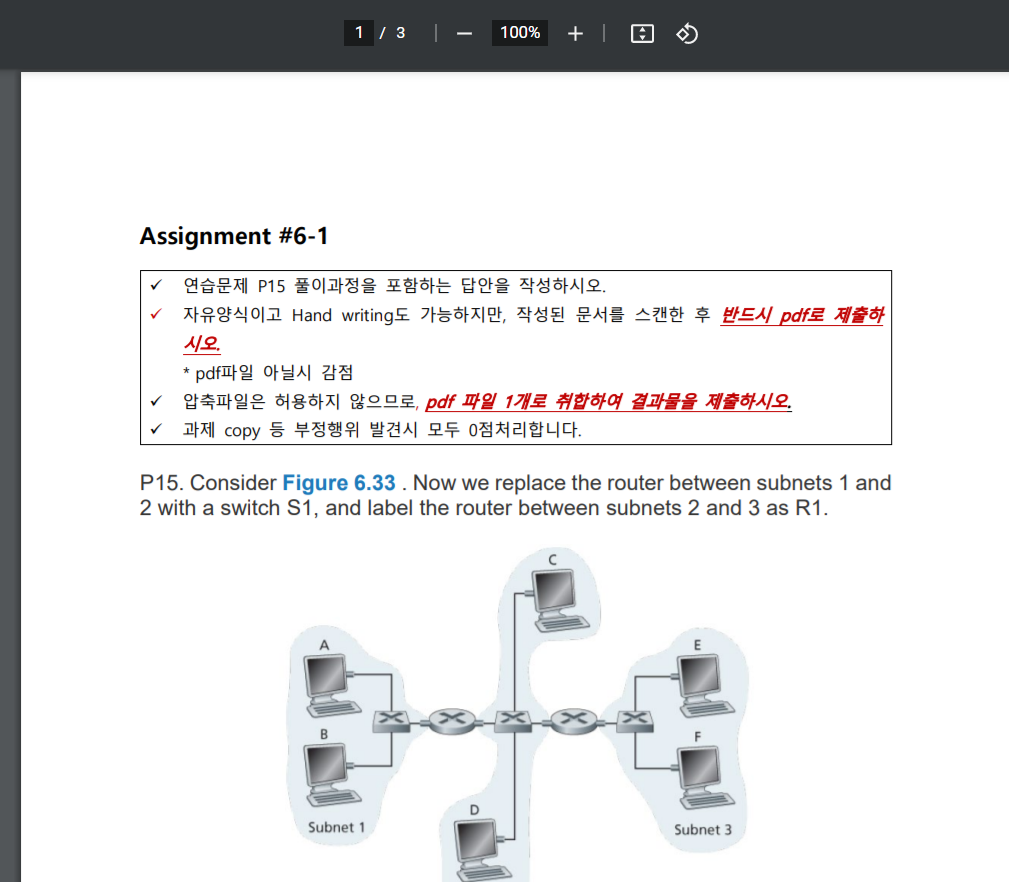 1 / 3 100%
Assignment #6-1
✓ 연습문제 P15 풀이과정을 포함하는 답안을 작성하시오.
✓ 자유양식이고 Hand writing도 가능하지만, 작성된 문서를 스캔한 후 반드시 pdf로 제출하
시오.
* pdf파일 아닐시 감점
✓ 압축파일은 허용하지 않으므로, pdf 파일 1개로 취합하여 결과물을 제출하시오.
✓ 과제 copy 등 부정행위 발견시 모두 0점처리합니다.
P15. Consider Figure 6.33 . Now we replace the router between subnets 1 and
2 with a switch S1, and label the router between subnets 2 and 3 as R1.
C
A
E
B
F
D
Subnet 1
Subnet 3